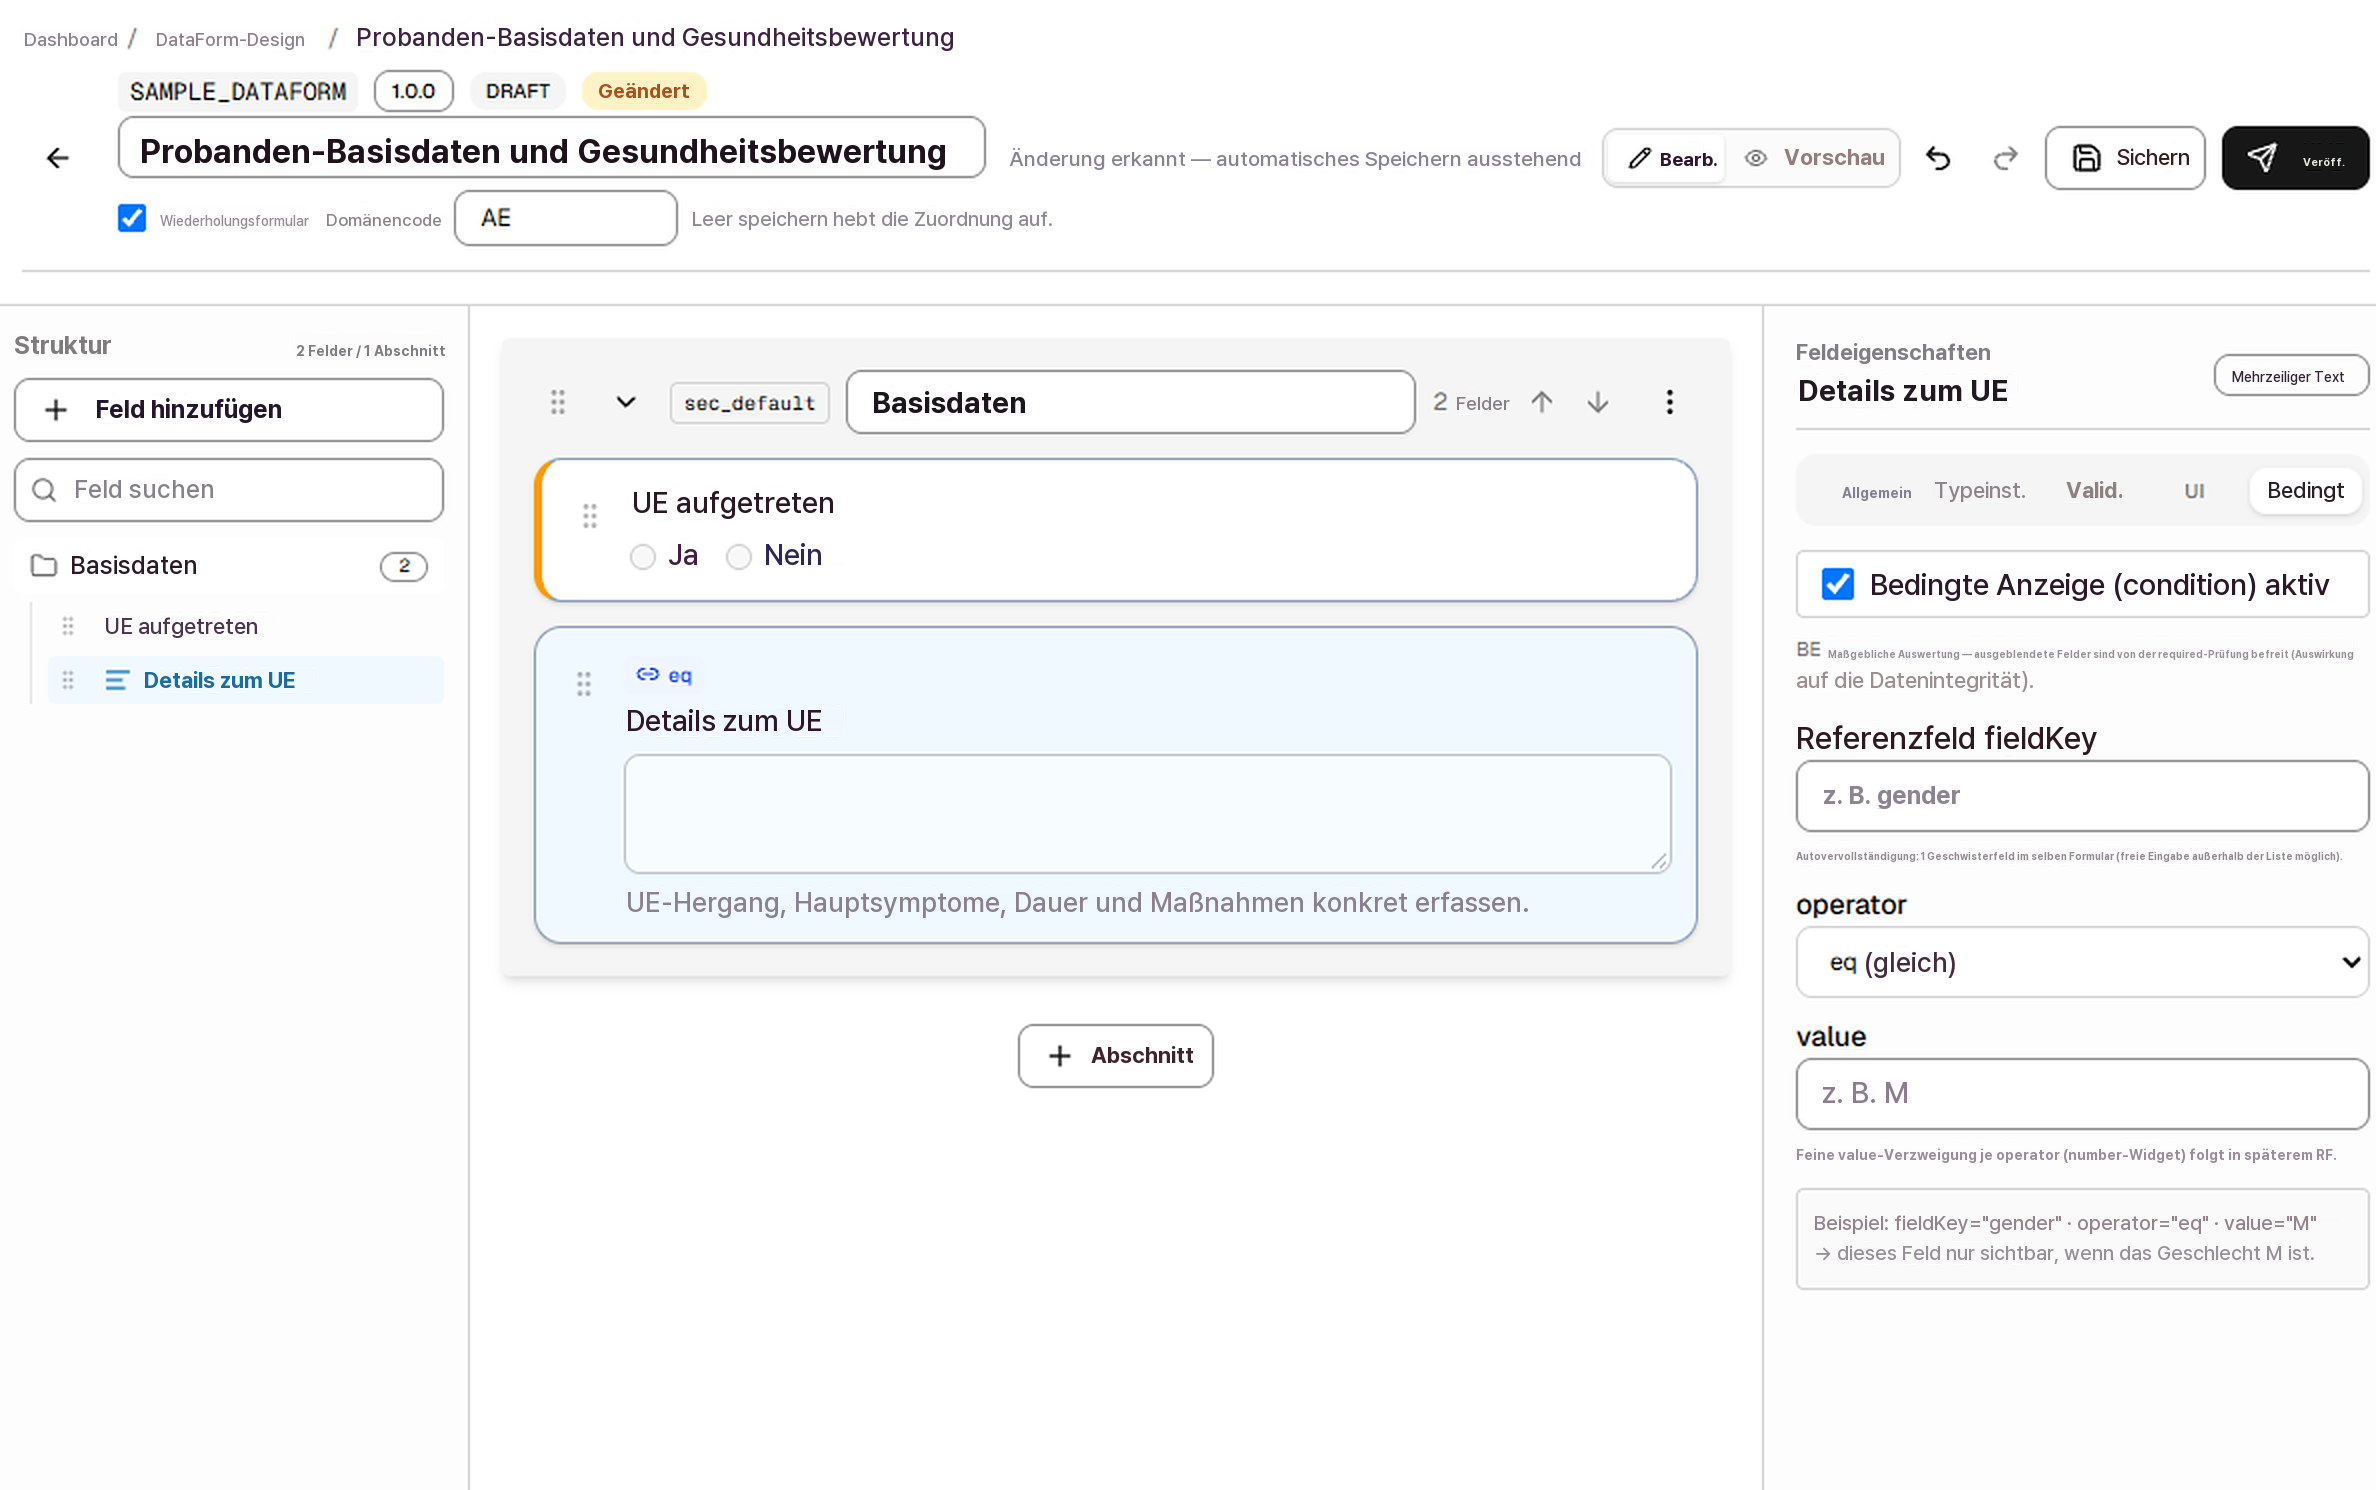 Dashboard / DataForm-Design / Probanden-Basisdaten und Gesundheitsbewertung
SAMPLE_DATAFORM 1.0.0 DRAFT Geändert
Probanden-Basisdaten und Gesundheitsbewertung
Änderung erkannt — automatisches Speichern ausstehend
Bearb. Vorschau Sichern Veröff.
Wiederholungsformular Domänencode AE Leer speichern hebt die Zuordnung auf.
Struktur 2 Felder / 1 Abschnitt
Feld hinzufügen
Feld suchen
Basisdaten 2
UE aufgetreten
Details zum UE
sec_default Basisdaten 2 Felder
UE aufgetreten
Ja Nein
eq
Details zum UE
UE-Hergang, Hauptsymptome, Dauer und Maßnahmen konkret erfassen.
Abschnitt
Feldeigenschaften
Details zum UE Mehrzeiliger Text
Allgemein Typeinst. Valid. UI Bedingt
Bedingte Anzeige (condition) aktiv
BE Maßgebliche Auswertung — ausgeblendete Felder sind von der required-Prüfung befreit (Auswirkung
auf die Datenintegrität).
Referenzfeld fieldKey
z. B. gender
Autovervollständigung: 1 Geschwisterfeld im selben Formular (freie Eingabe außerhalb der Liste möglich).
operator
eq (gleich)
value
z. B. M
Feine value-Verzweigung je operator (number-Widget) folgt in späterem RF.
Beispiel: fieldKey="gender" · operator="eq" · value="M"
→ dieses Feld nur sichtbar, wenn das Geschlecht M ist.